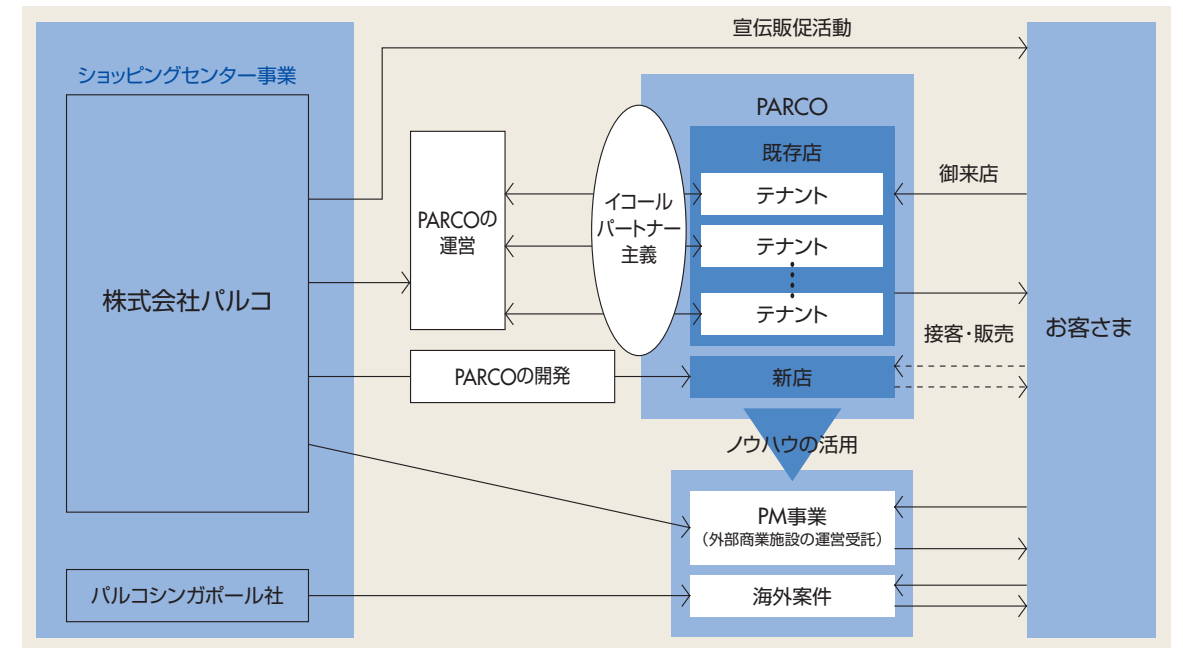 宣伝販促活動
ショッピングセンター事業
株式会社パルコ
パルコシンガポール社
PARCOの
運営
PARCOの開発
イコール
パートナー
主義
PARCO
既存店
テナント
テナント
テナント
新店
ノウハウの活用
PM事業
(外部商業施設の運営受託)
海外案件
御来店
接客・販売
お客さま